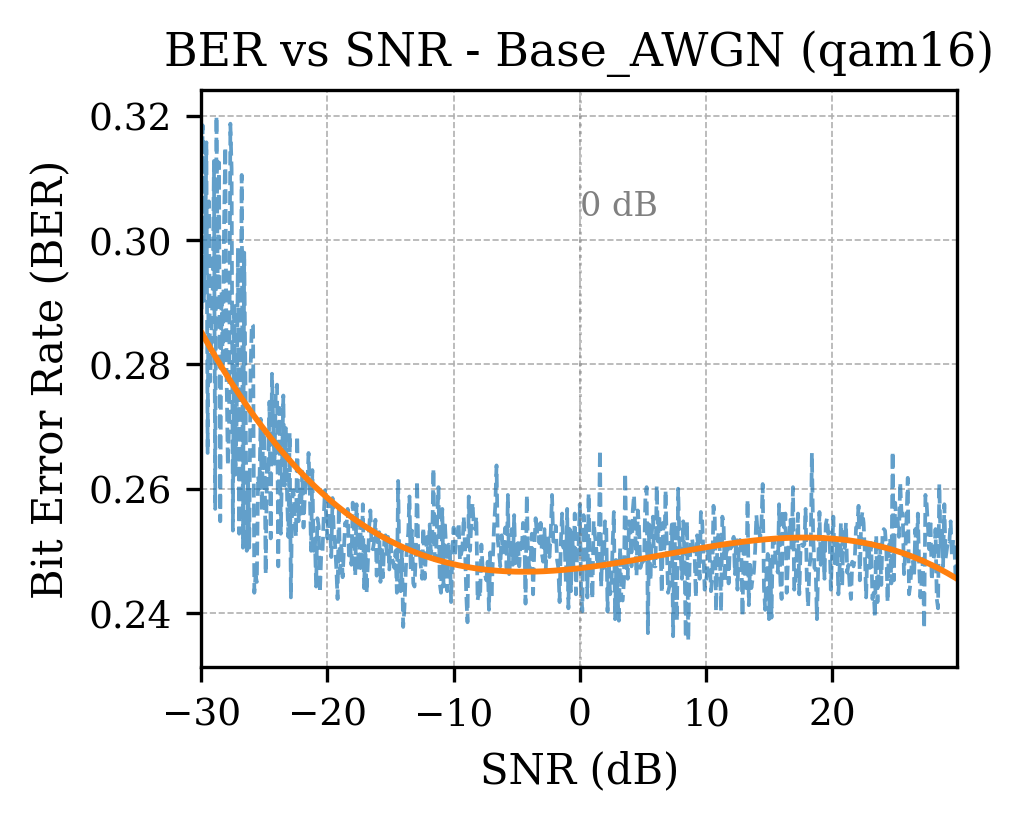 BER vs SNR - Base_AWGN (qam16)
Bit Error Rate (BER)
0.32
0.30
0.28
0.26
0.24
0 dB
−30
−20
−10
0
10
20
SNR (dB)